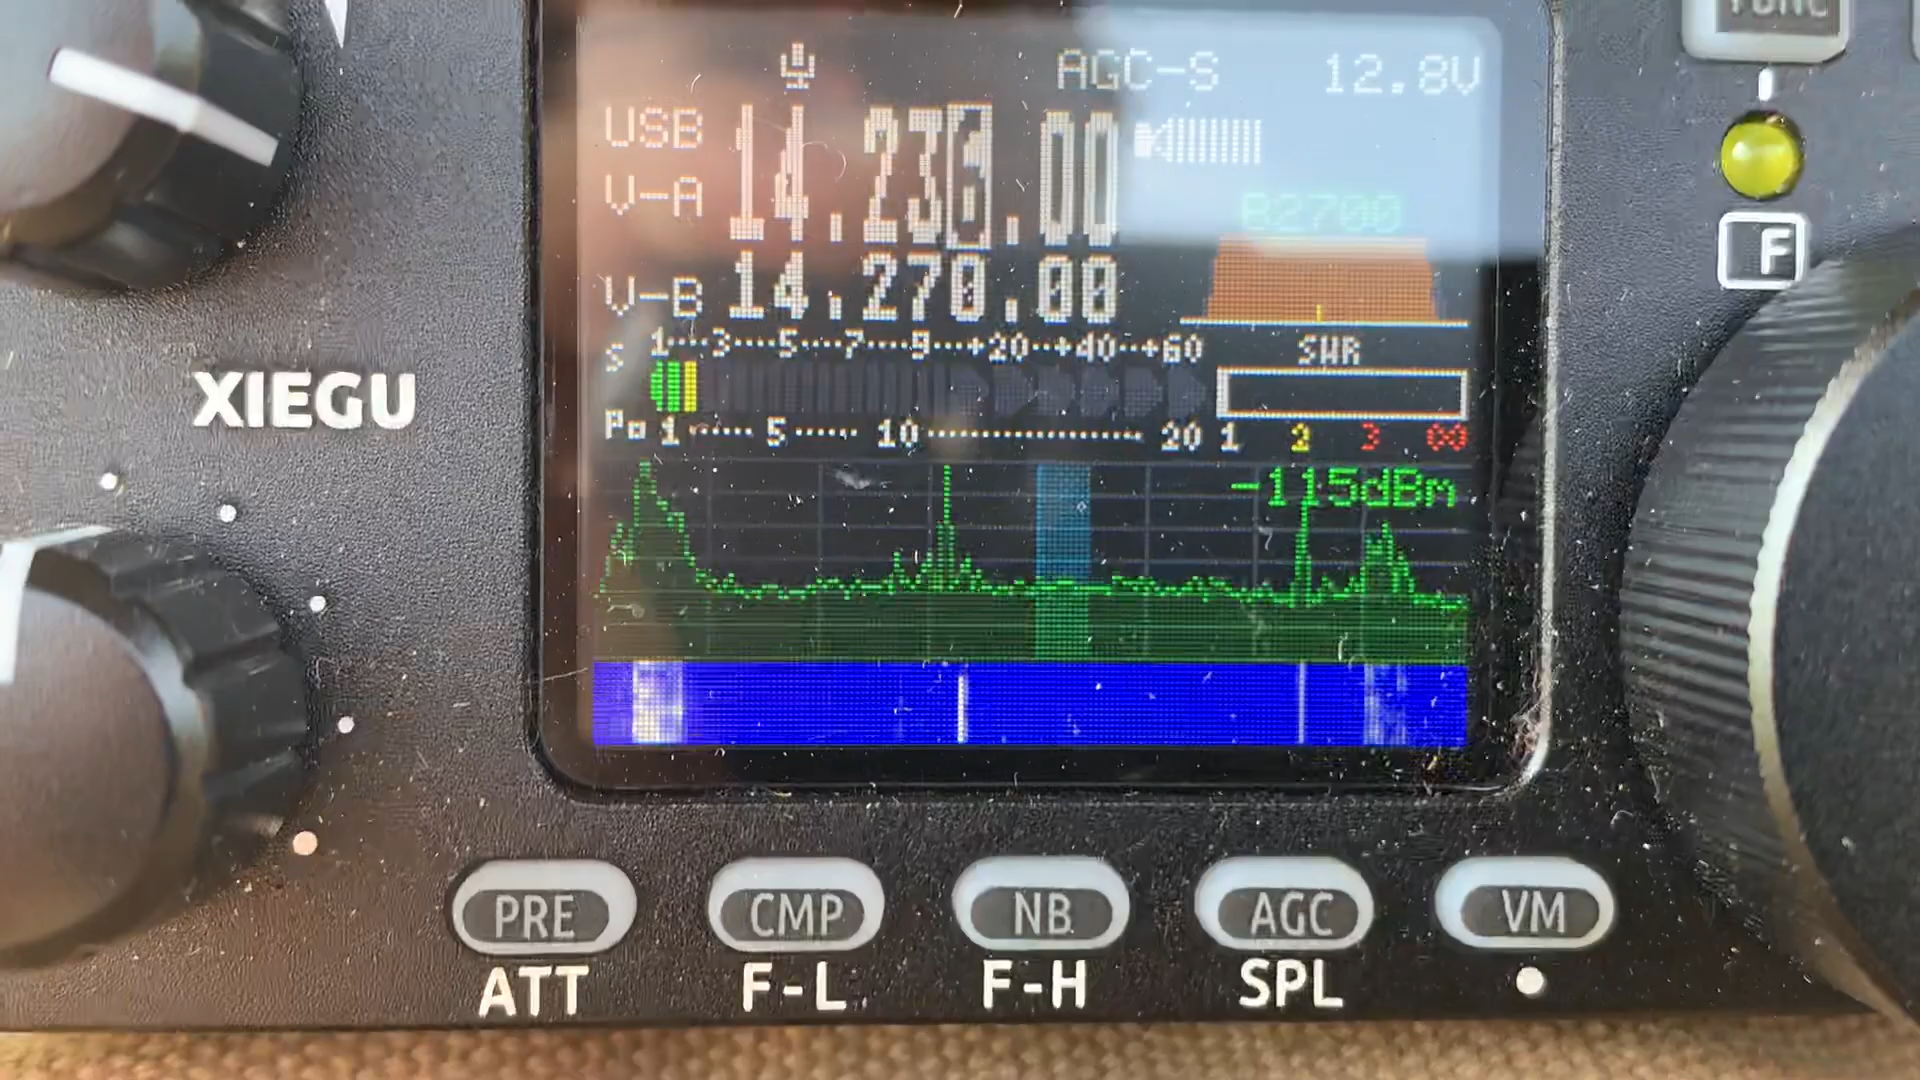 FUNC
AGC-S 12.8V
USB
V-A 14.236.00
B2700
V-B 14.270.00
S 1 3 5 7 9 +20 +40 +60 SWR
Po 1 5 10 20 1 2 3 ∞
-115dBm
F
XIEGU
PRE CMP NB AGC VM
ATT F-L F-H SPL